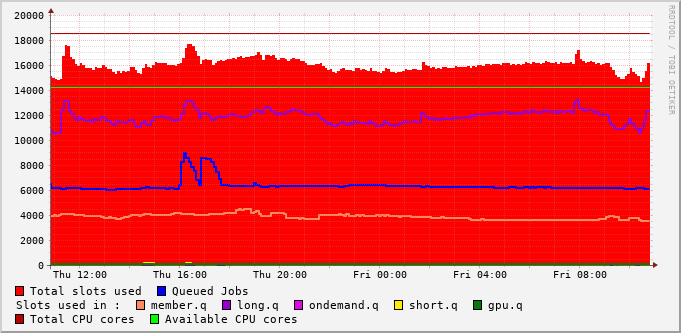 20000
18000
16000
14000
12000
10000
8000
6000
4000
2000
0
Thu 12:00 Thu 16:00 Thu 20:00 Fri 00:00 Fri 04:00 Fri 08:00
RRDTOOL / TOBI OETIKER
Total slots used Queued Jobs
Slots used in : member.q long.q ondemand.q short.q gpu.q
Total CPU cores Available CPU cores